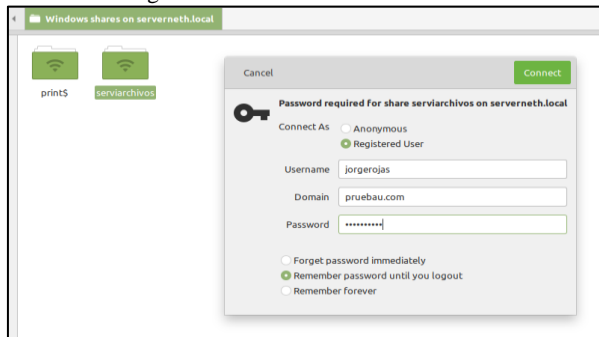 Windows shares on serverneth.local
print$
serviarchivos
Cancel
Connect
Password required for share serviarchivos on serverneth.local
Connect As
Anonymous
Registered User
Username
jorgerojas
Domain
pruebau.com
Password
••••••••••
Forget password immediately
Remember password until you logout
Remember forever